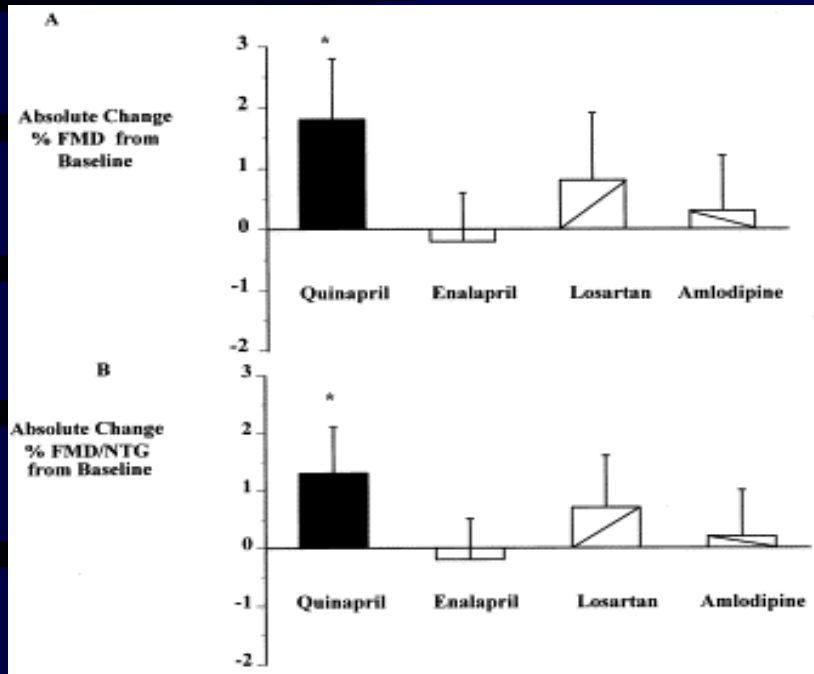 A
Absolute Change
% FMD from
Baseline
*
3
2
1
0
-1
-2
Quinapril Enalapril Losartan Amlodipine
B
Absolute Change
% FMD/NTG
from Baseline
*
3
2
1
0
-1
-2
Quinapril Enalapril Losartan Amlodipine